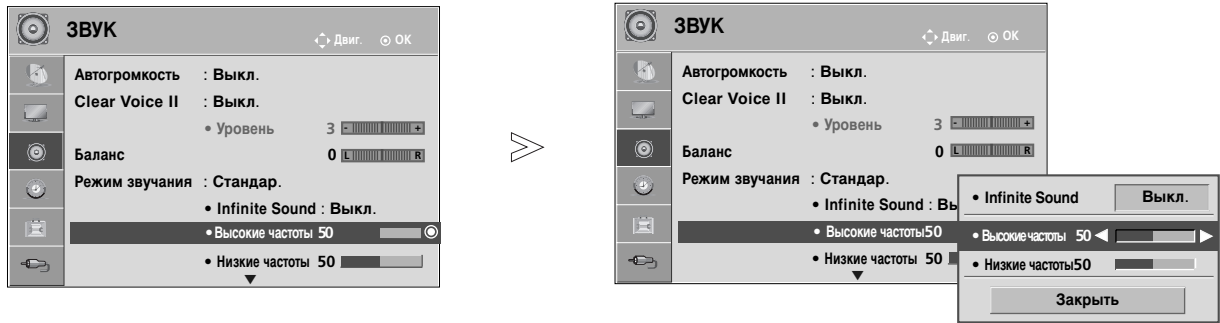 ЗВУК
Двиг. OK
Автогромкость : Выкл.
Clear Voice II : Выкл.
• Уровень 3 - +
Баланс 0 L R
Режим звучания : Стандар.
• Infinite Sound : Выкл.
• Высокие частоты 50
• Низкие частоты 50
ЗВУК
Двиг. OK
Автогромкость : Выкл.
Clear Voice II : Выкл.
• Уровень 3 - +
Баланс 0 L R
Режим звучания : Стандар.
• Infinite Sound : Вы
• Высокие частоты50
• Низкие частоты 50
• Infinite Sound Выкл.
• Высокие частоты 50
• Низкие частоты50
Закрыть